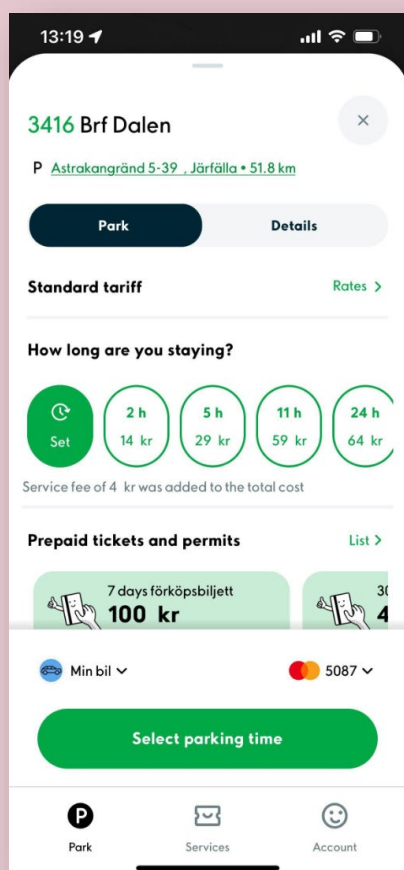 13:19
3416 Brf Dalen
P Astrakangränd 5-39 , Järfälla • 51.8 km
Park Details
Standard tariff Rates
How long are you staying?
Set
2 h
14 kr
5 h
29 kr
11 h
59 kr
24 h
64 kr
Service fee of 4 kr was added to the total cost
Prepaid tickets and permits List
7 days förköpsbiljett
100 kr
30
4
Min bil 5087
Select parking time
P
Park Services Account